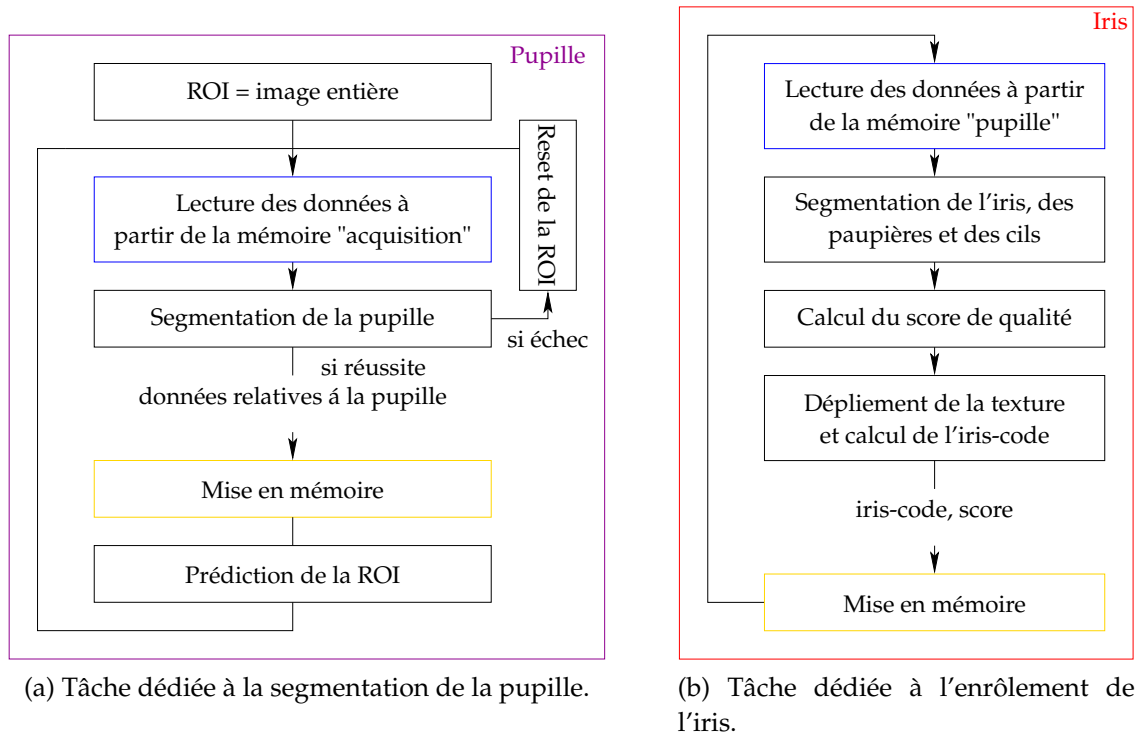 Pupille
ROI = image entière
Reset de la ROI
Lecture des données à
partir de la mémoire "acquisition"
Segmentation de la pupille
si échec
si réussite
données relatives á la pupille
Mise en mémoire
Prédiction de la ROI
(a) Tâche dédiée à la segmentation de la pupille.
Iris
Lecture des données à partir
de la mémoire "pupille"
Segmentation de l'iris, des
paupières et des cils
Calcul du score de qualité
Dépliement de la texture
et calcul de l'iris-code
iris-code, score
Mise en mémoire
(b) Tâche dédiée à l'enrôlement de
l'iris.